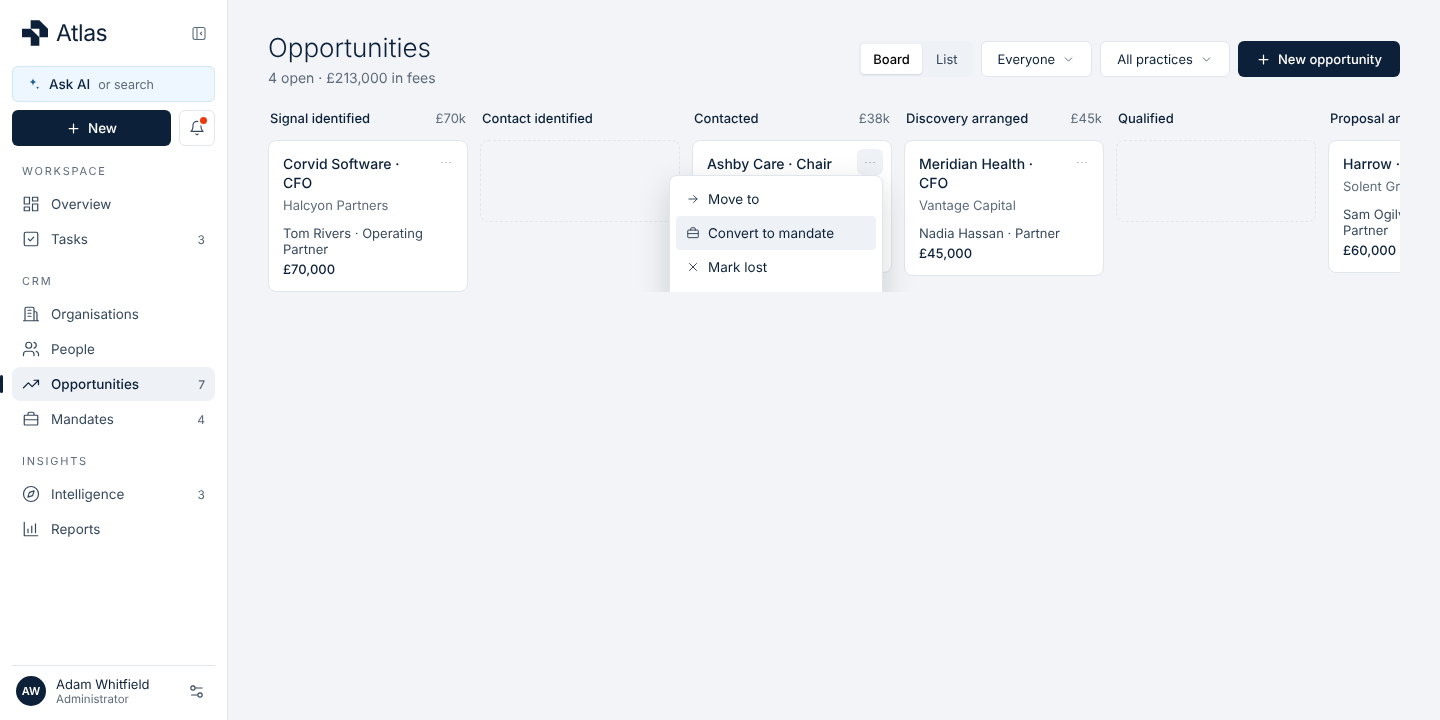 Atlas
Ask AI or search
New
WORKSPACE
Overview
Tasks 3
CRM
Organisations
People
Opportunities 7
Mandates 4
INSIGHTS
Intelligence 3
Reports
AW
Adam Whitfield
Administrator
Opportunities
4 open · £213,000 in fees
Board List Everyone All practices New opportunity
Signal identified £70k
Corvid Software ·
CFO
Halcyon Partners
Tom Rivers · Operating
Partner
£70,000
Contact identified
Contacted £38k
Ashby Care · Chair
Move to
Convert to mandate
Mark lost
Discovery arranged £45k
Meridian Health ·
CFO
Vantage Capital
Nadia Hassan · Partner
£45,000
Qualified
Proposal ar
Harrow ·
Solent Gr
Sam Ogilv
Partner
£60,000